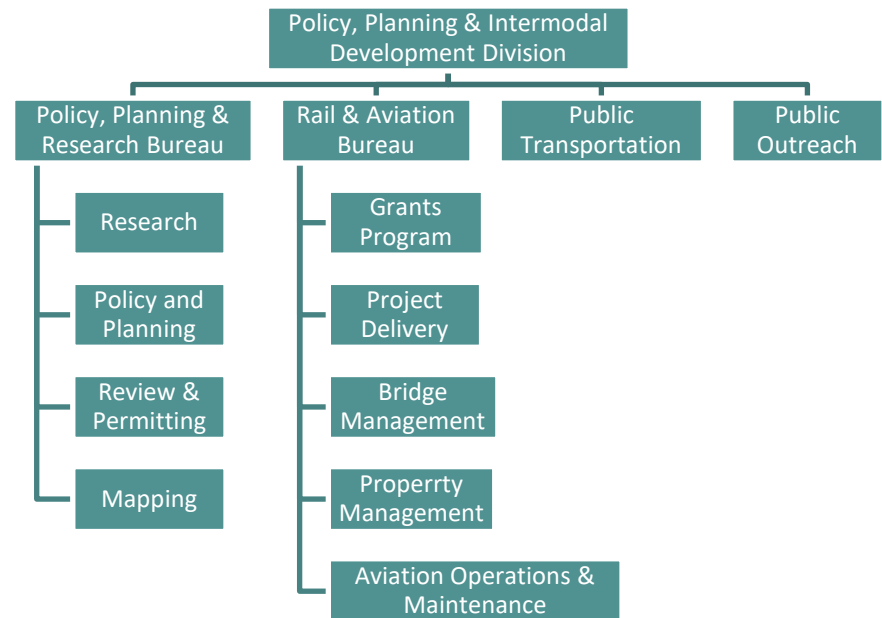 Policy, Planning & Intermodal
Development Division
Policy, Planning &
Research Bureau
Rail & Aviation
Bureau
Public
Transportation
Public
Outreach
Research
Policy and
Planning
Review &
Permitting
Mapping
Grants
Program
Project
Delivery
Bridge
Management
Properrty
Management
Aviation Operations &
Maintenance